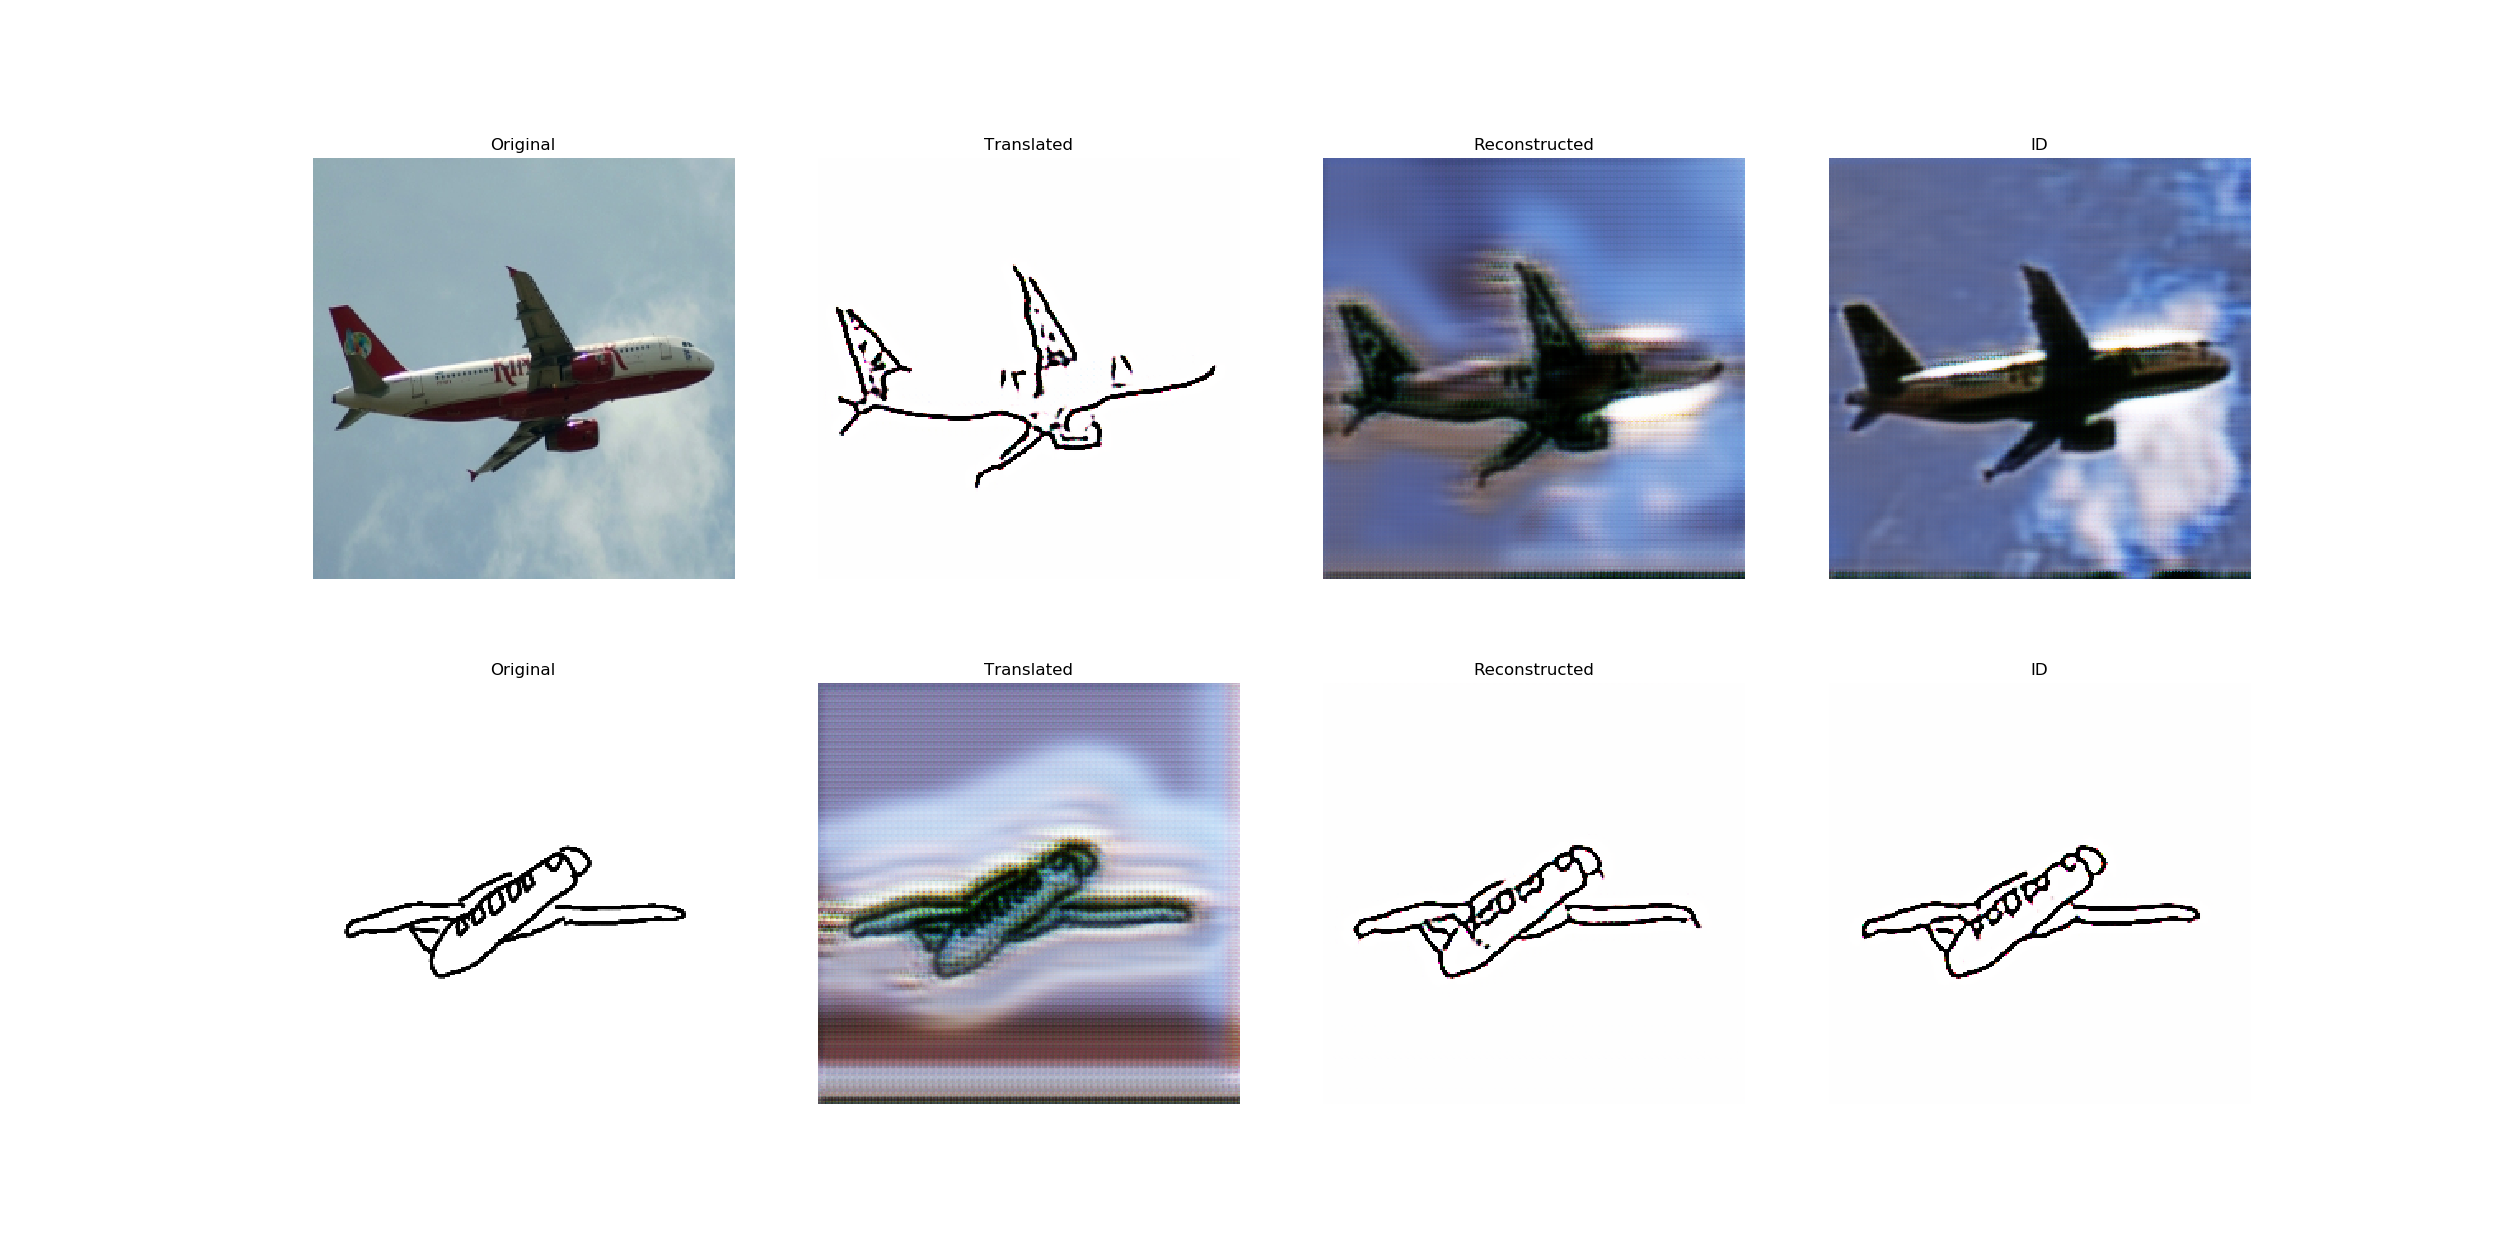 Original
Translated
Reconstructed
ID
Original
Translated
Reconstructed
ID